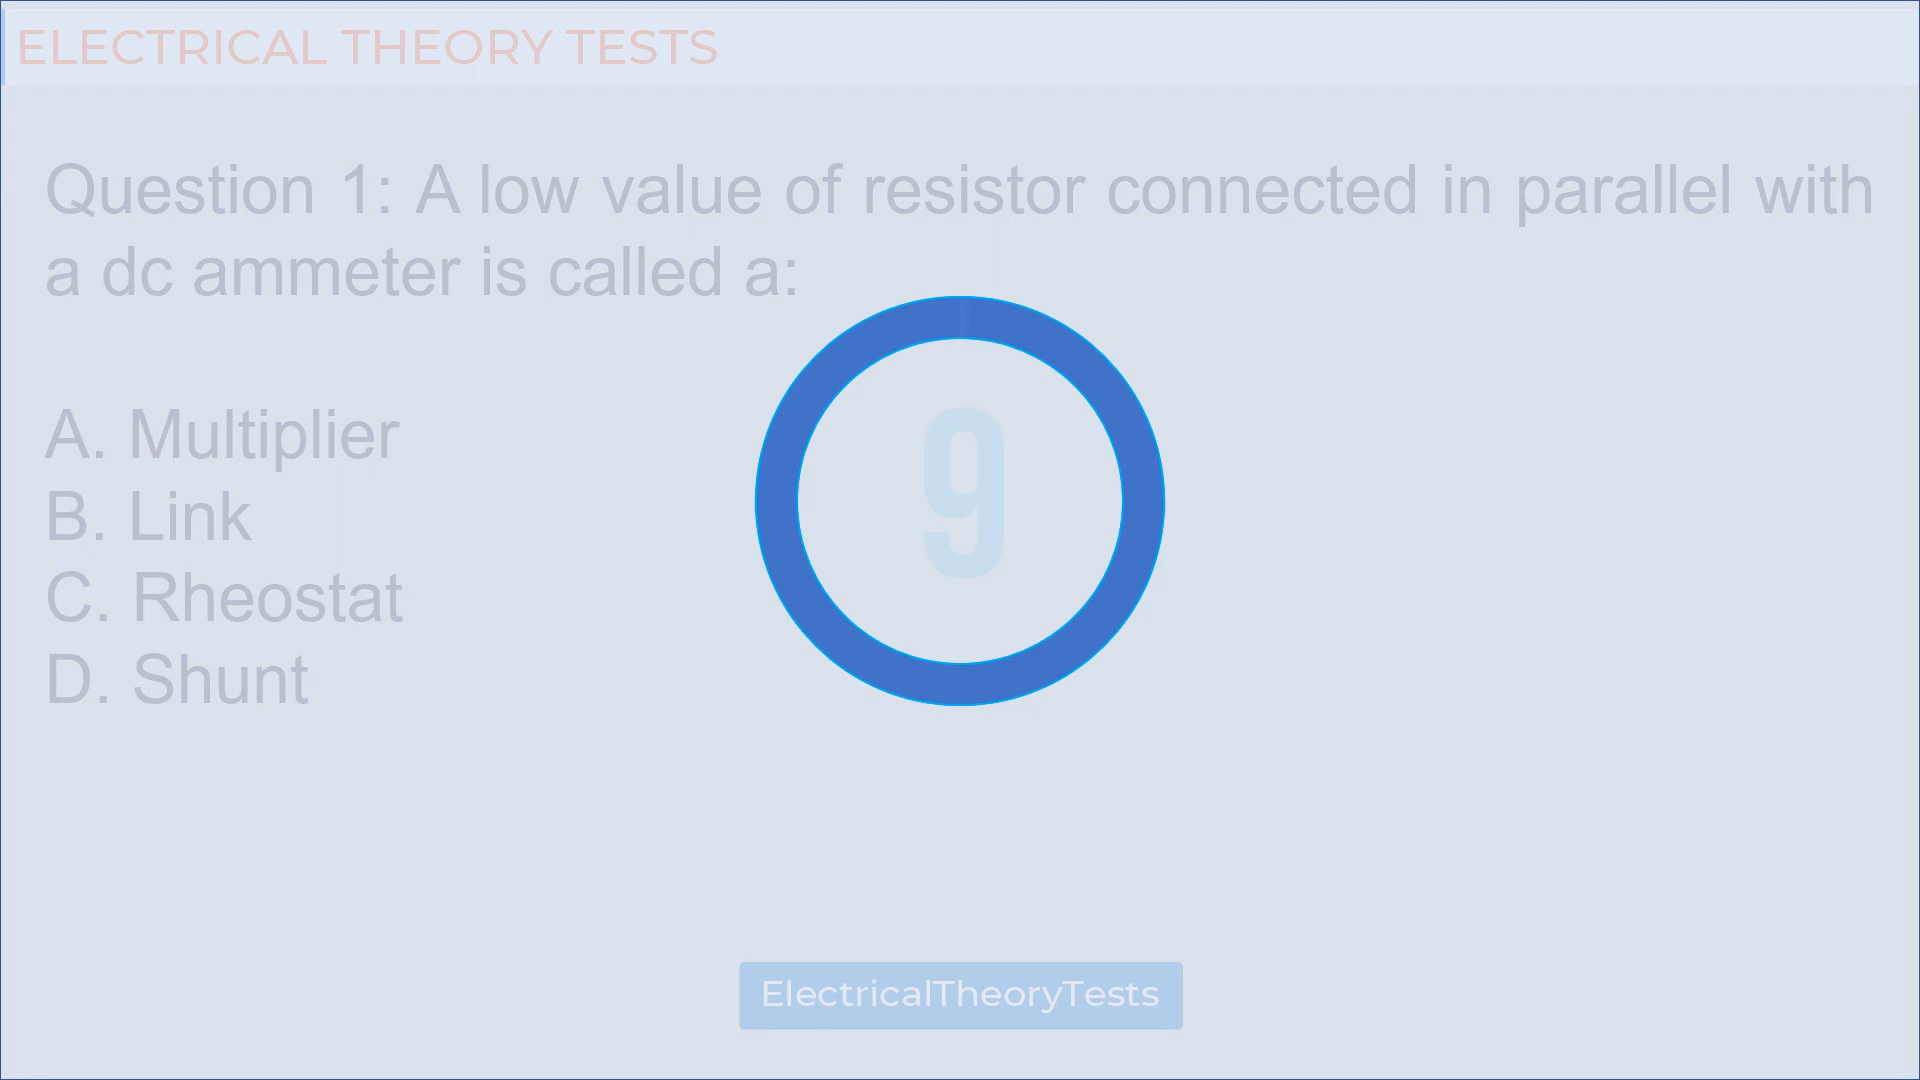 ELECTRICAL THEORY TESTS
Question 1: A low value of resistor connected in parallel with
a dc ammeter is called a:
A. Multiplier
B. Link
C. Rheostat
D. Shunt
9
ElectricalTheoryTests